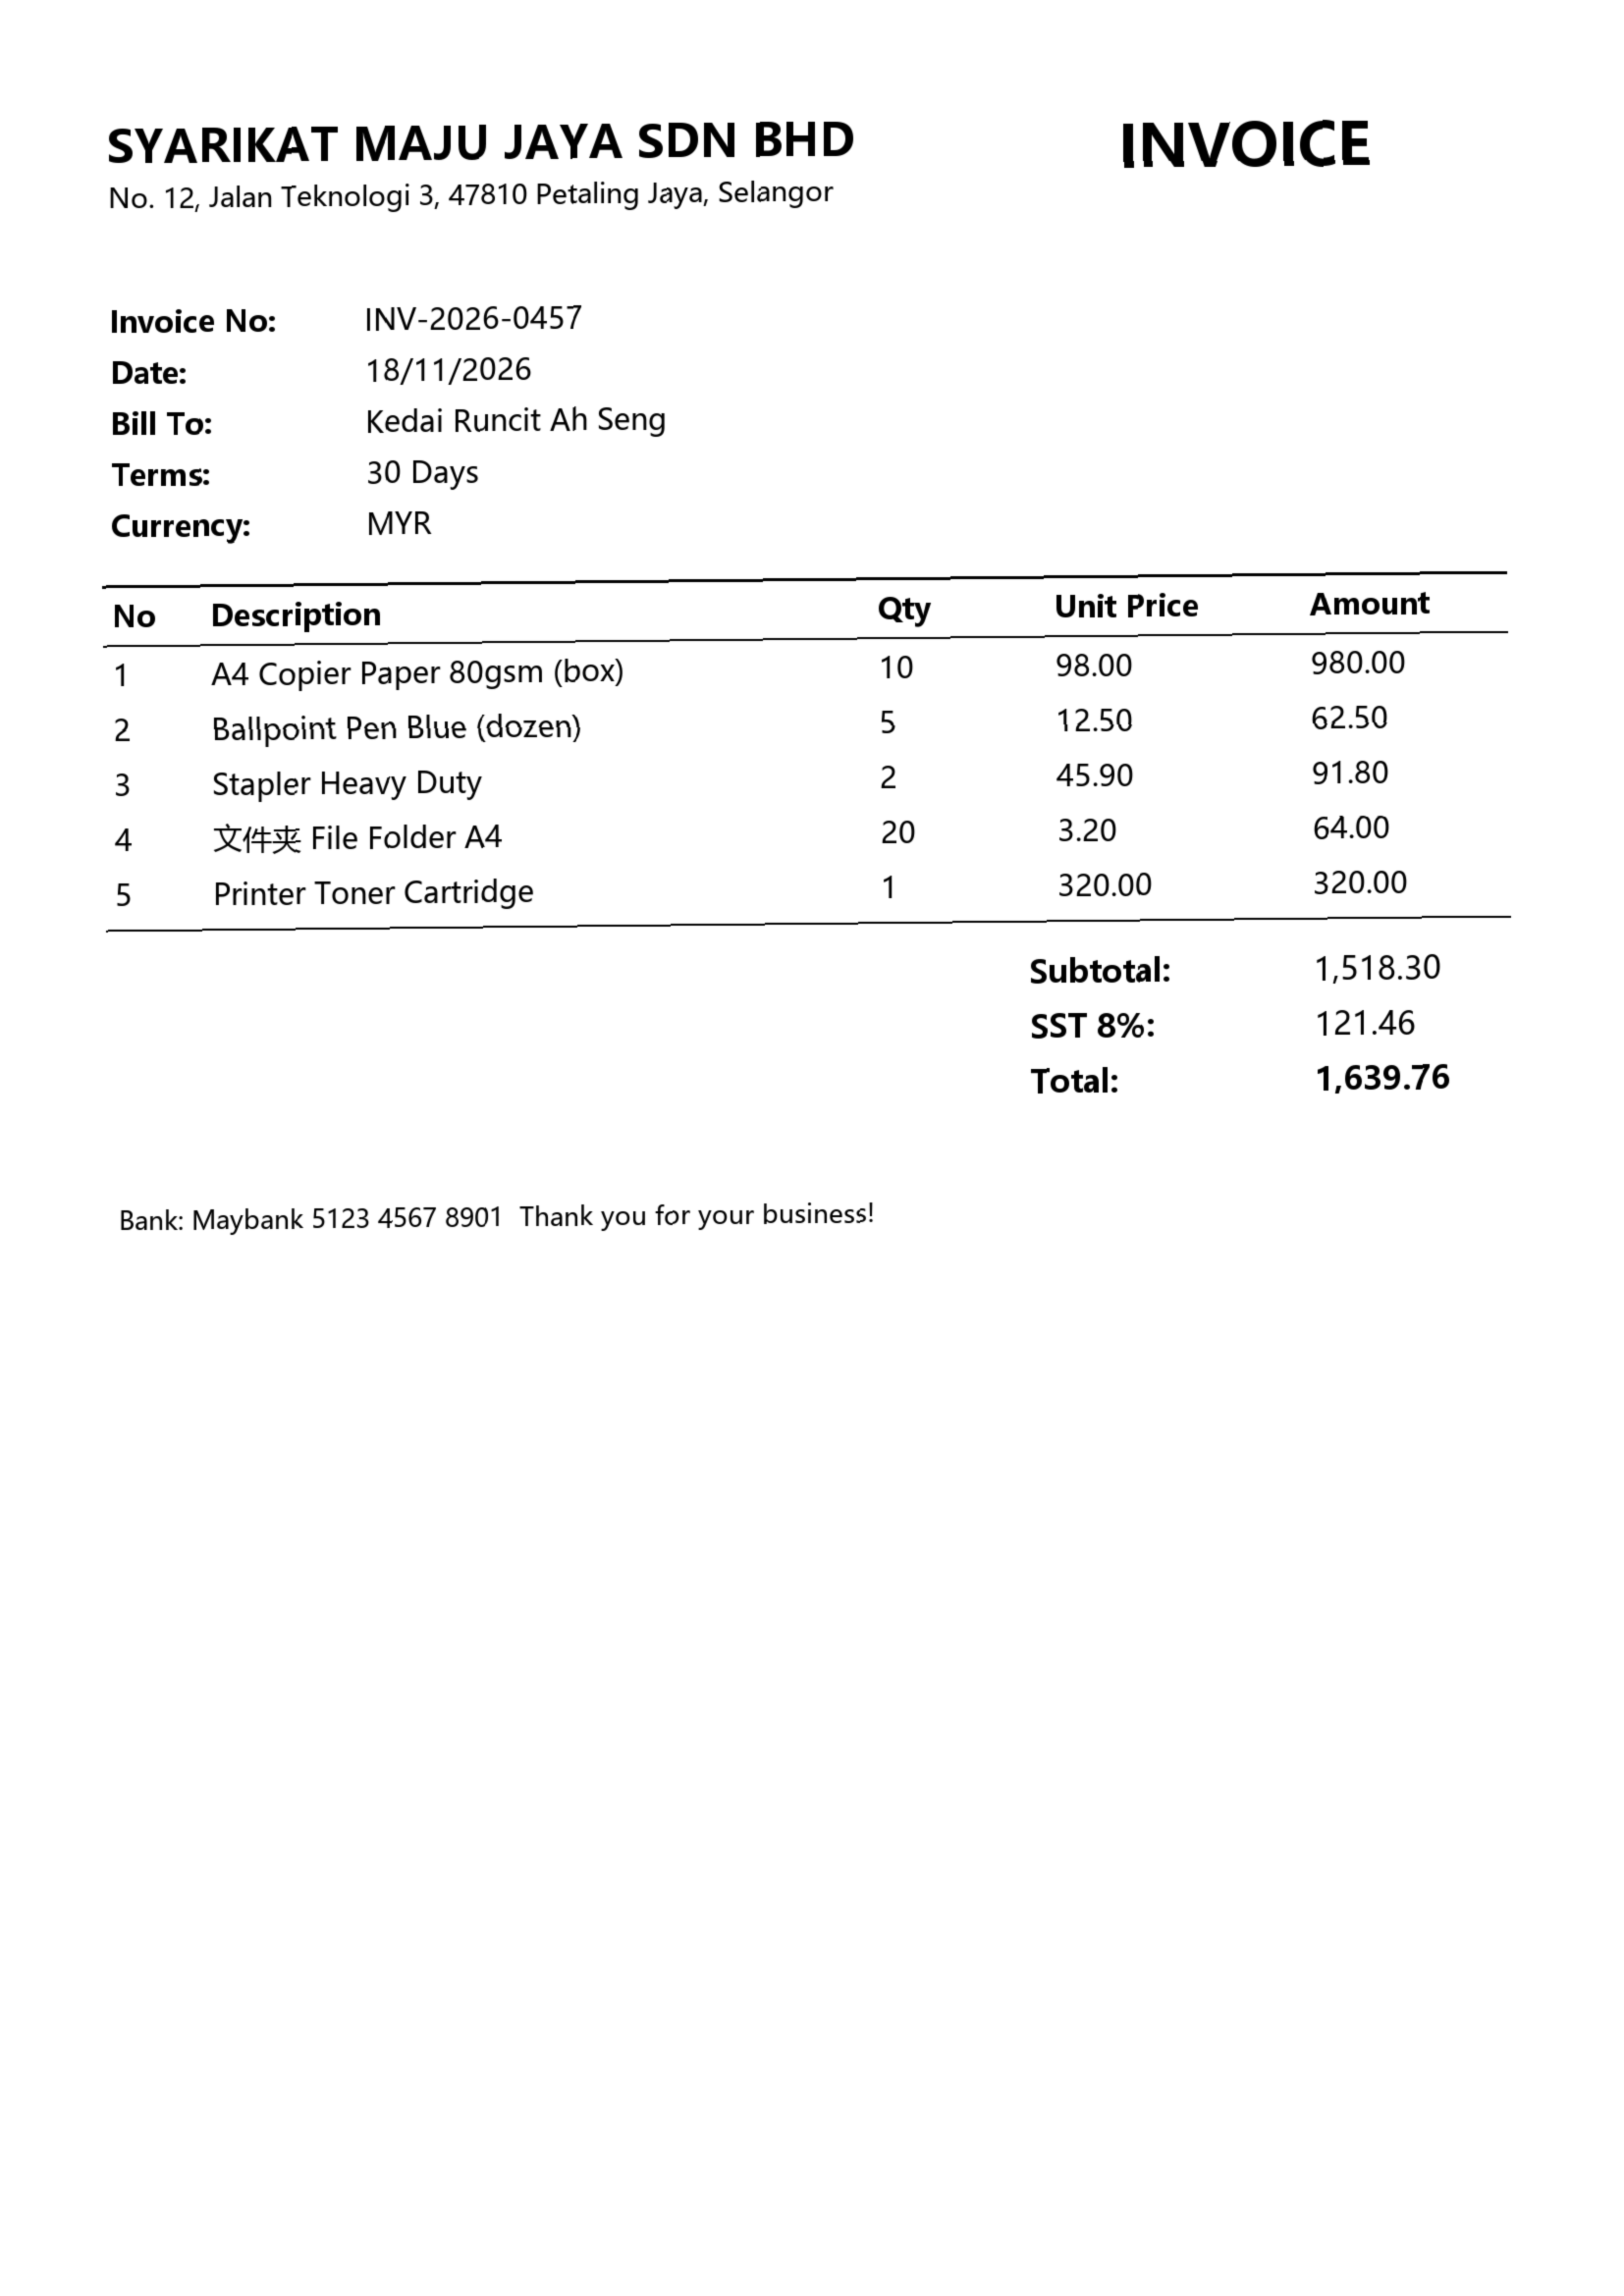 SYARIKAT MAJU JAYA SDN BHD INVOICE
No. 12, Jalan Teknologi 3, 47810 Petaling Jaya, Selangor
Invoice No: INV-2026-0457
Date: 18/11/2026
Bill To: Kedai Runcit Ah Seng
Terms: 30 Days
Currency: MYR
No Description Qty Unit Price Amount
1 A4 Copier Paper 80gsm (box) 10 98.00 980.00
2 Ballpoint Pen Blue (dozen) 5 12.50 62.50
3 Stapler Heavy Duty 2 45.90 91.80
4 文件夹 File Folder A4 20 3.20 64.00
5 Printer Toner Cartridge 1 320.00 320.00
Subtotal: 1,518.30
SST 8%: 121.46
Total: 1,639.76
Bank: Maybank 5123 4567 8901 Thank you for your business!